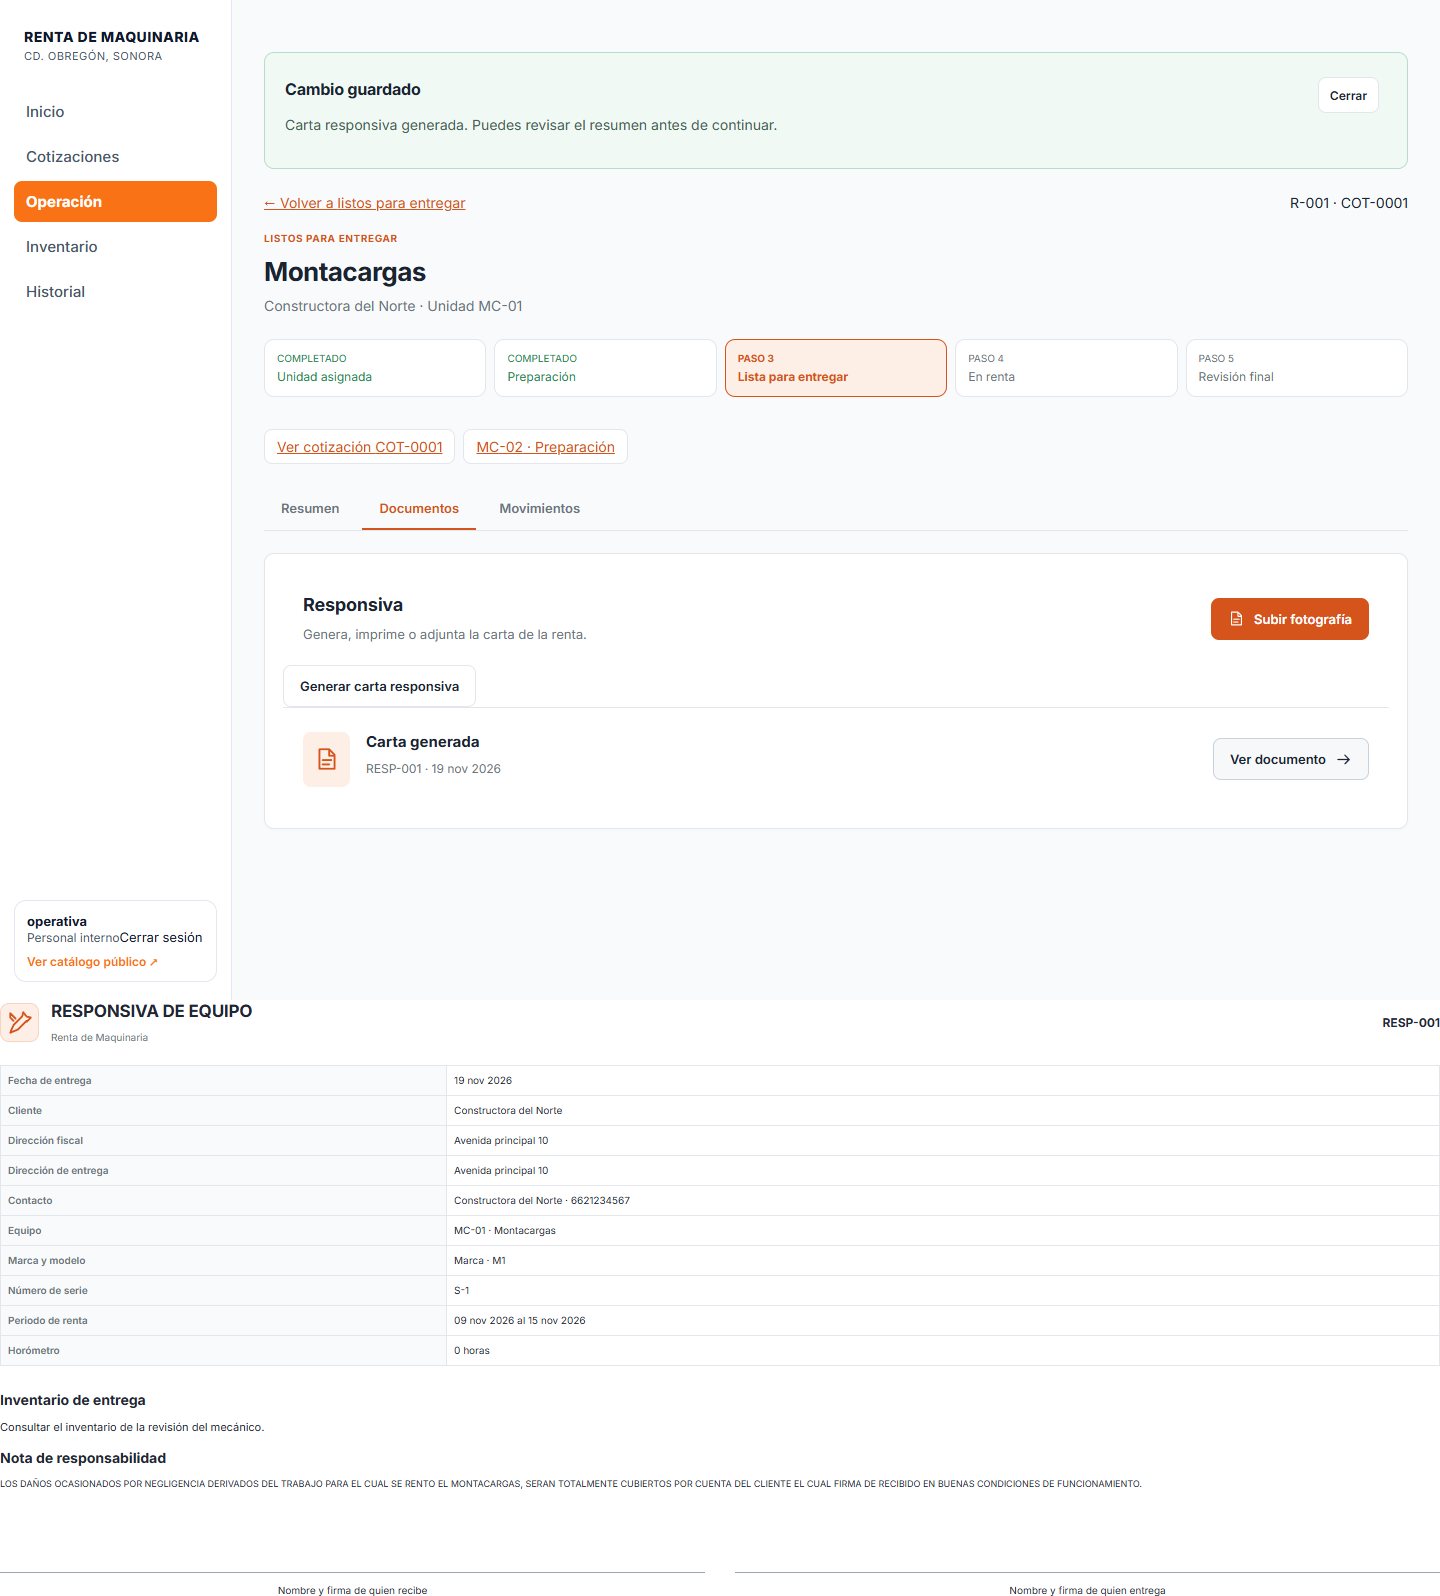 RENTA DE MAQUINARIA
CD. OBREGÓN, SONORA
Inicio
Cotizaciones
Operación
Inventario
Historial
operativa
Personal internoCerrar sesión
Ver catálogo público ↗
Cambio guardado
Cerrar
Carta responsiva generada. Puedes revisar el resumen antes de continuar.
← Volver a listos para entregar
R-001 · COT-0001
LISTOS PARA ENTREGAR
Montacargas
Constructora del Norte · Unidad MC-01
COMPLETADO
Unidad asignada
COMPLETADO
Preparación
PASO 3
Lista para entregar
PASO 4
En renta
PASO 5
Revisión final
Ver cotización COT-0001
MC-02 · Preparación
Resumen
Documentos
Movimientos
Responsiva
Genera, imprime o adjunta la carta de la renta.
Subir fotografía
Generar carta responsiva
Carta generada
RESP-001 · 19 nov 2026
Ver documento →
RESPONSIVA DE EQUIPO
Renta de Maquinaria
RESP-001
Fecha de entrega 19 nov 2026
Cliente Constructora del Norte
Dirección fiscal Avenida principal 10
Dirección de entrega Avenida principal 10
Contacto Constructora del Norte · 6621234567
Equipo MC-01 · Montacargas
Marca y modelo Marca · M1
Número de serie S-1
Periodo de renta 09 nov 2026 al 15 nov 2026
Horómetro 0 horas
Inventario de entrega
Consultar el inventario de la revisión del mecánico.
Nota de responsabilidad
LOS DAÑOS OCASIONADOS POR NEGLIGENCIA DERIVADOS DEL TRABAJO PARA EL CUAL SE RENTO EL MONTACARGAS, SERAN TOTALMENTE CUBIERTOS POR CUENTA DEL CLIENTE EL CUAL FIRMA DE RECIBIDO EN BUENAS CONDICIONES DE FUNCIONAMIENTO.
Nombre y firma de quien recibe
Nombre y firma de quien entrega